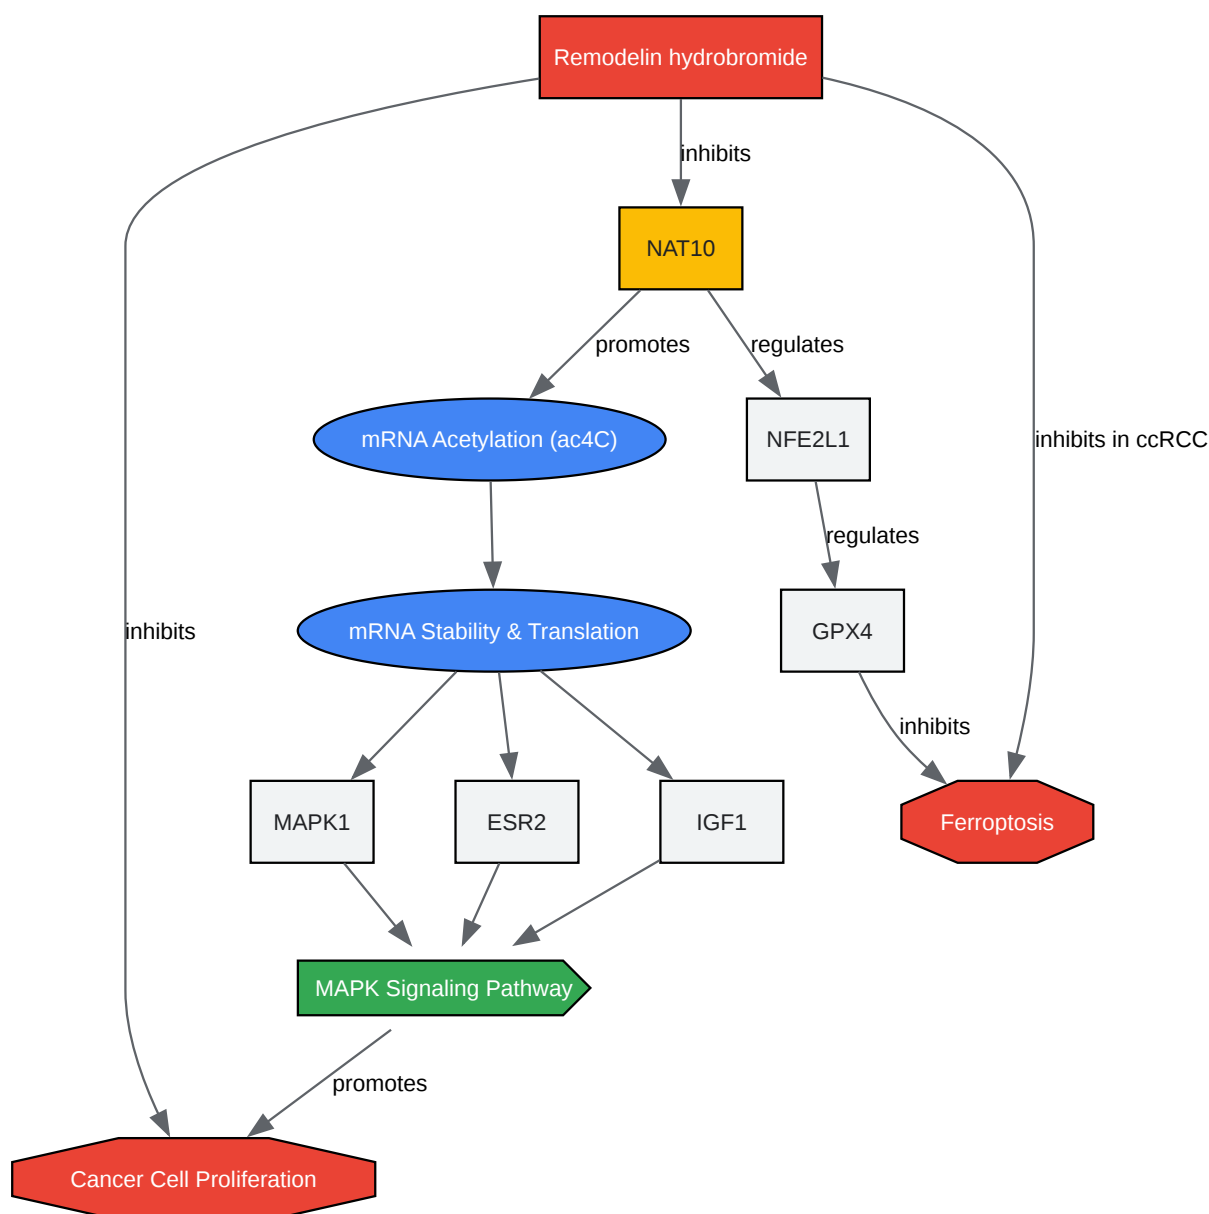 Remodelin hydrobromide
inhibits
NAT10
promotes
regulates
mRNA Acetylation (ac4C)
NFE2L1
inhibits in ccRCC
regulates
inhibits
mRNA Stability & Translation
GPX4
inhibits
MAPK1
ESR2
IGF1
Ferroptosis
MAPK Signaling Pathway
promotes
Cancer Cell Proliferation